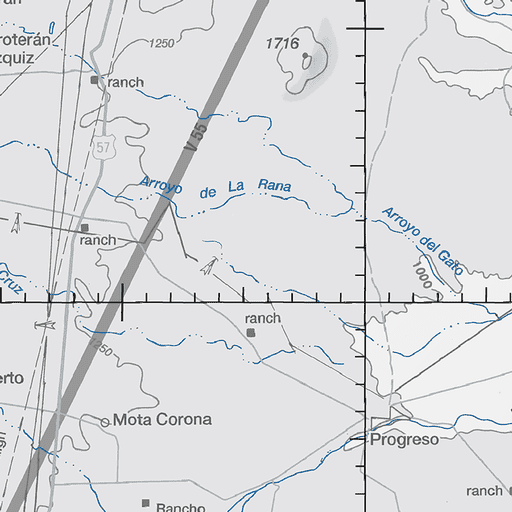 roterán
zquiz
1250
1716
ranch
57
V 55
Arroyo de La Rana
Arroyo del Gato
ranch
Cruz
1000
ranch
1250
erto
Mota Corona
Progreso
ranch
Rancho